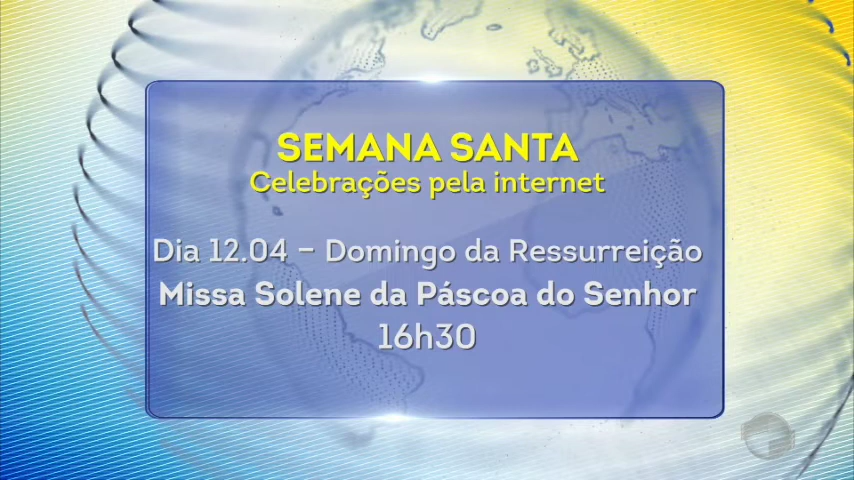 SEMANA SANTA
Celebrações pela internet
Dia 12.04 – Domingo da Ressurreição
Missa Solene da Páscoa do Senhor
16h30